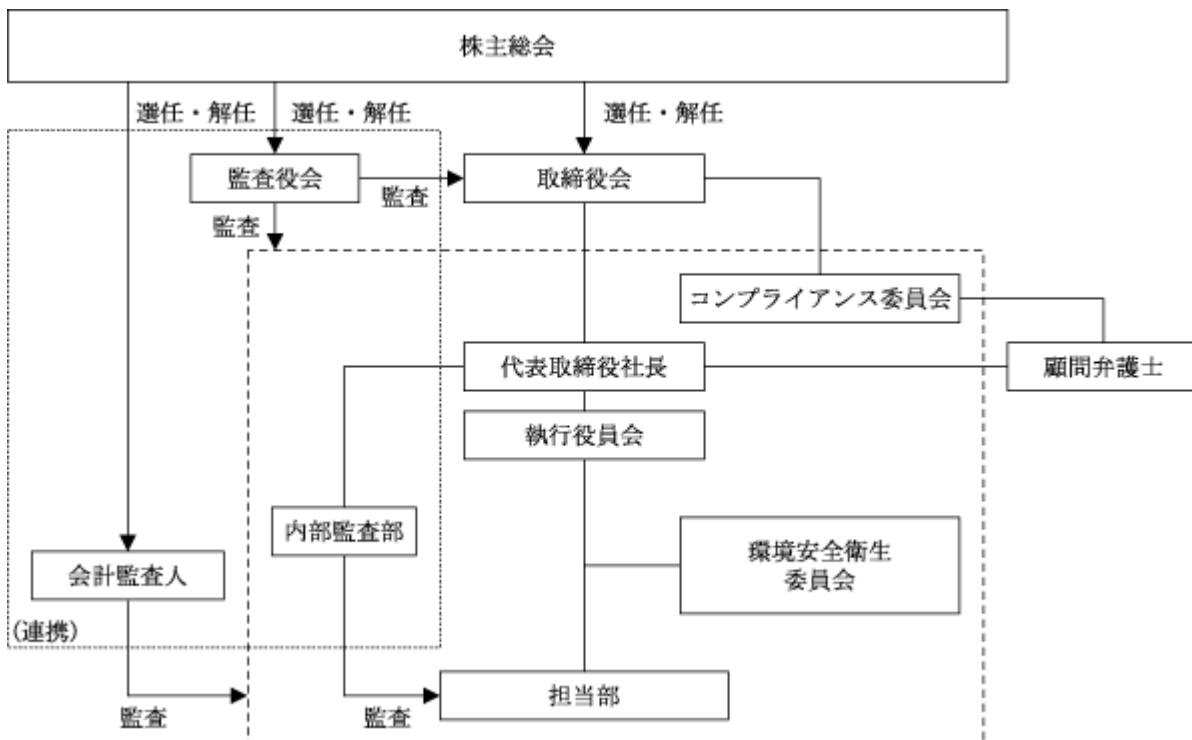 株主総会
選任・解任
選任・解任
選任・解任
監査役会
取締役会
監査
監査
コンプライアンス委員会
代表取締役社長
顧問弁護士
執行役員会
内部監査部
環境安全衛生
委員会
会計監査人
(連携)
担当部
監査
監査